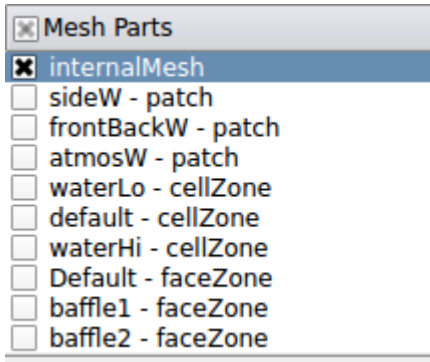 Mesh Parts
internalMesh
sideW - patch
frontBackW - patch
atmosW - patch
waterLo - cellZone
default - cellZone
waterHi - cellZone
Default - faceZone
baffle1 - faceZone
baffle2 - faceZone